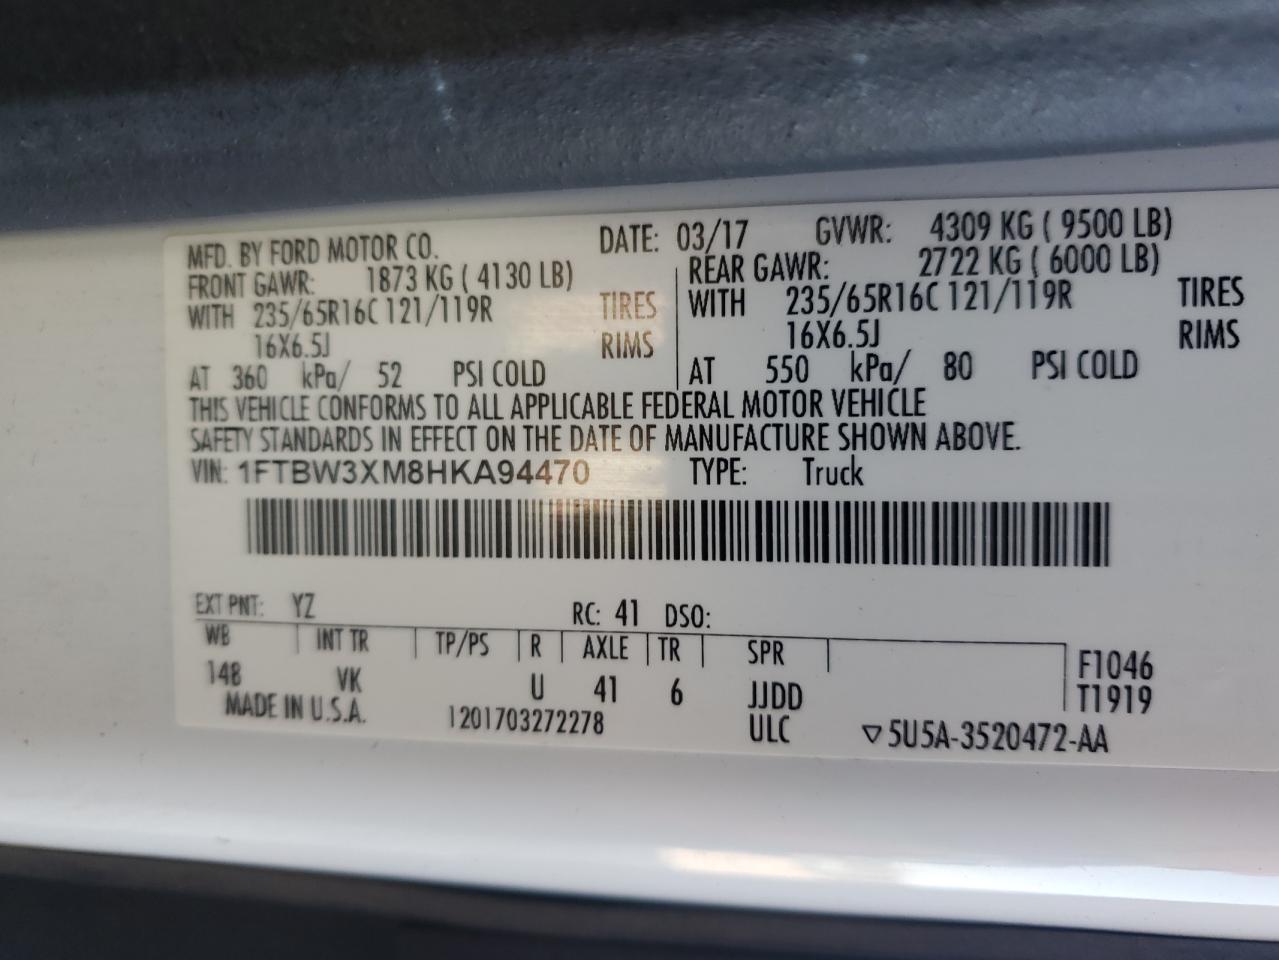 MFD. BY FORD MOTOR CO. DATE: 03/17 GVWR: 4309 KG ( 9500 LB)
FRONT GAWR: 1873 KG ( 4130 LB) REAR GAWR: 2722 KG ( 6000 LB)
WITH 235/65R16C 121/119R TIRES WITH 235/65R16C 121/119R TIRES
16X6.5J RIMS 16X6.5J RIMS
AT 360 kPa/ 52 PSI COLD AT 550 kPa/ 80 PSI COLD
THIS VEHICLE CONFORMS TO ALL APPLICABLE FEDERAL MOTOR VEHICLE
SAFETY STANDARDS IN EFFECT ON THE DATE OF MANUFACTURE SHOWN ABOVE.
VIN: 1FTBW3XM8HKA94470 TYPE: Truck
EXT PNT: YZ RC: 41 DSO:
WB INT TR TP/PS R AXLE TR SPR F1046
148 VK U 41 6 JJDD T1919
MADE IN U.S.A. 1201703272278 ULC ▽5U5A-3520472-AA